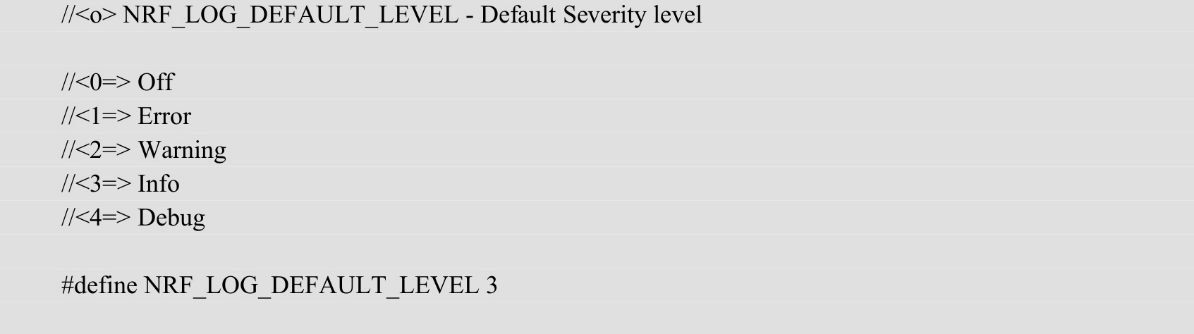 //<o> NRF_LOG_DEFAULT_LEVEL - Default Severity level
//<0=> Off
//<1=> Error
//<2=> Warning
//<3=> Info
//<4=> Debug
#define NRF_LOG_DEFAULT_LEVEL 3